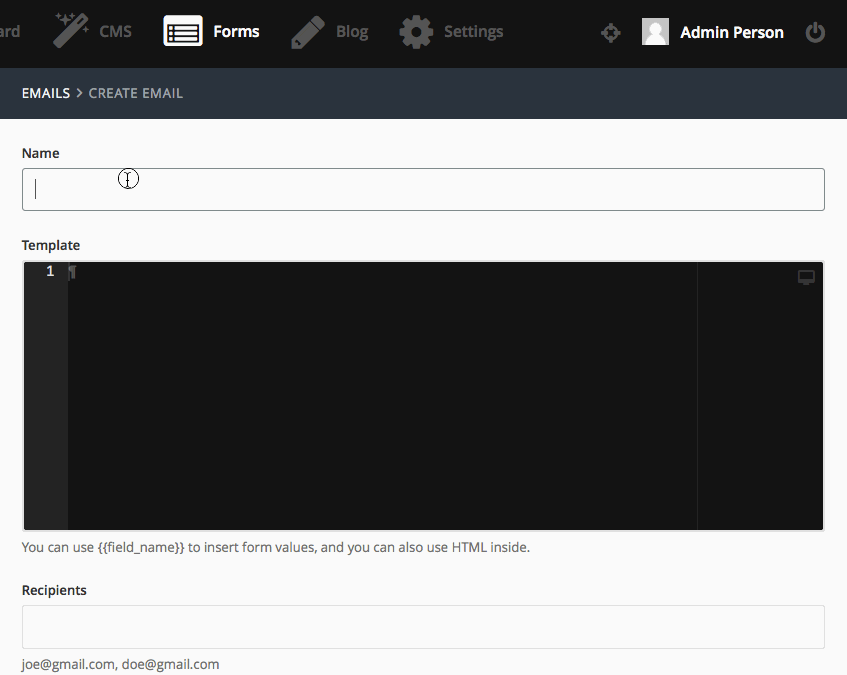 ard CMS Forms Blog Settings Admin Person
EMAILS > CREATE EMAIL
Name
Template
1 ¶
You can use {{field_name}} to insert form values, and you can also use HTML inside.
Recipients
joe@gmail.com, doe@gmail.com